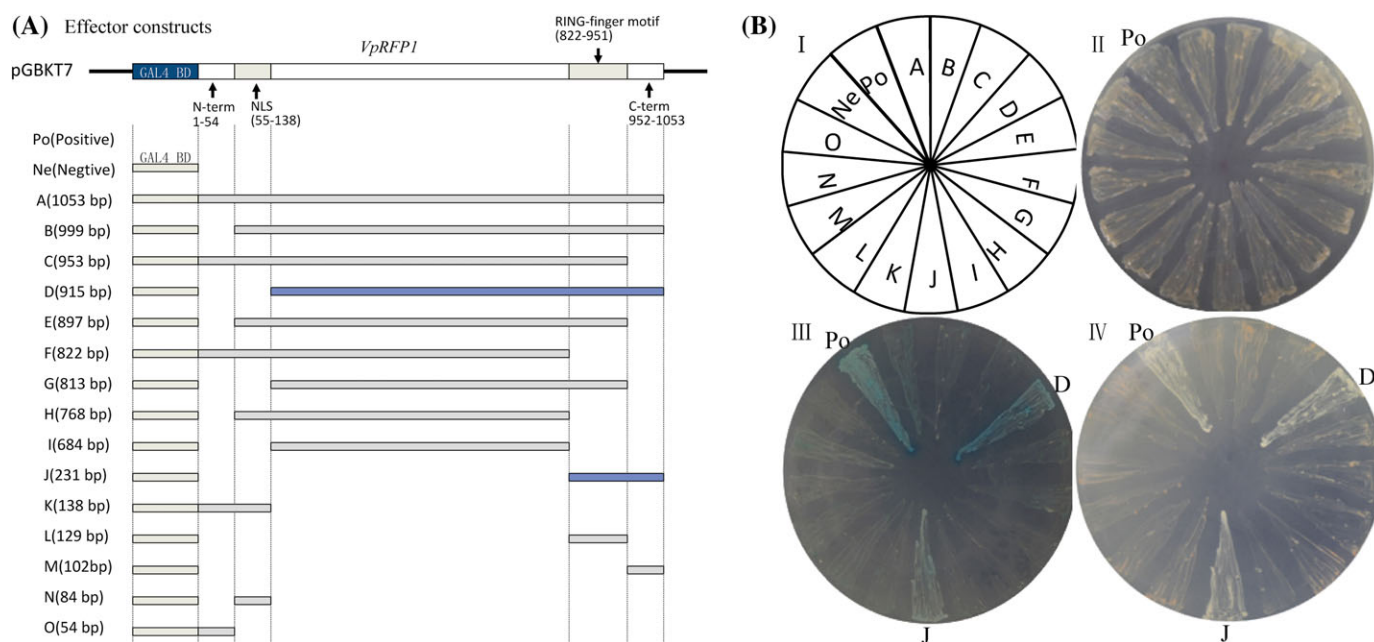 (A) Effector constructs
RING-finger motif
(822-951)
VpRFP1
pGBKT7
GAL4 BD
N-term
1-54
NLS
(55-138)
C-term
952-1053
Po(Positive)
GAL4 BD
Ne(Negtive)
A(1053 bp)
B(999 bp)
C(953 bp)
D(915 bp)
E(897 bp)
F(822 bp)
G(813 bp)
H(768 bp)
I(684 bp)
J(231 bp)
K(138 bp)
L(129 bp)
M(102bp)
N(84 bp)
O(54 bp)
(B)
I
Po
A
B
C
D
E
F
G
H
I
J
K
L
M
N
O
Ne
II
Po
III
Po
D
J
IV
Po
D
J